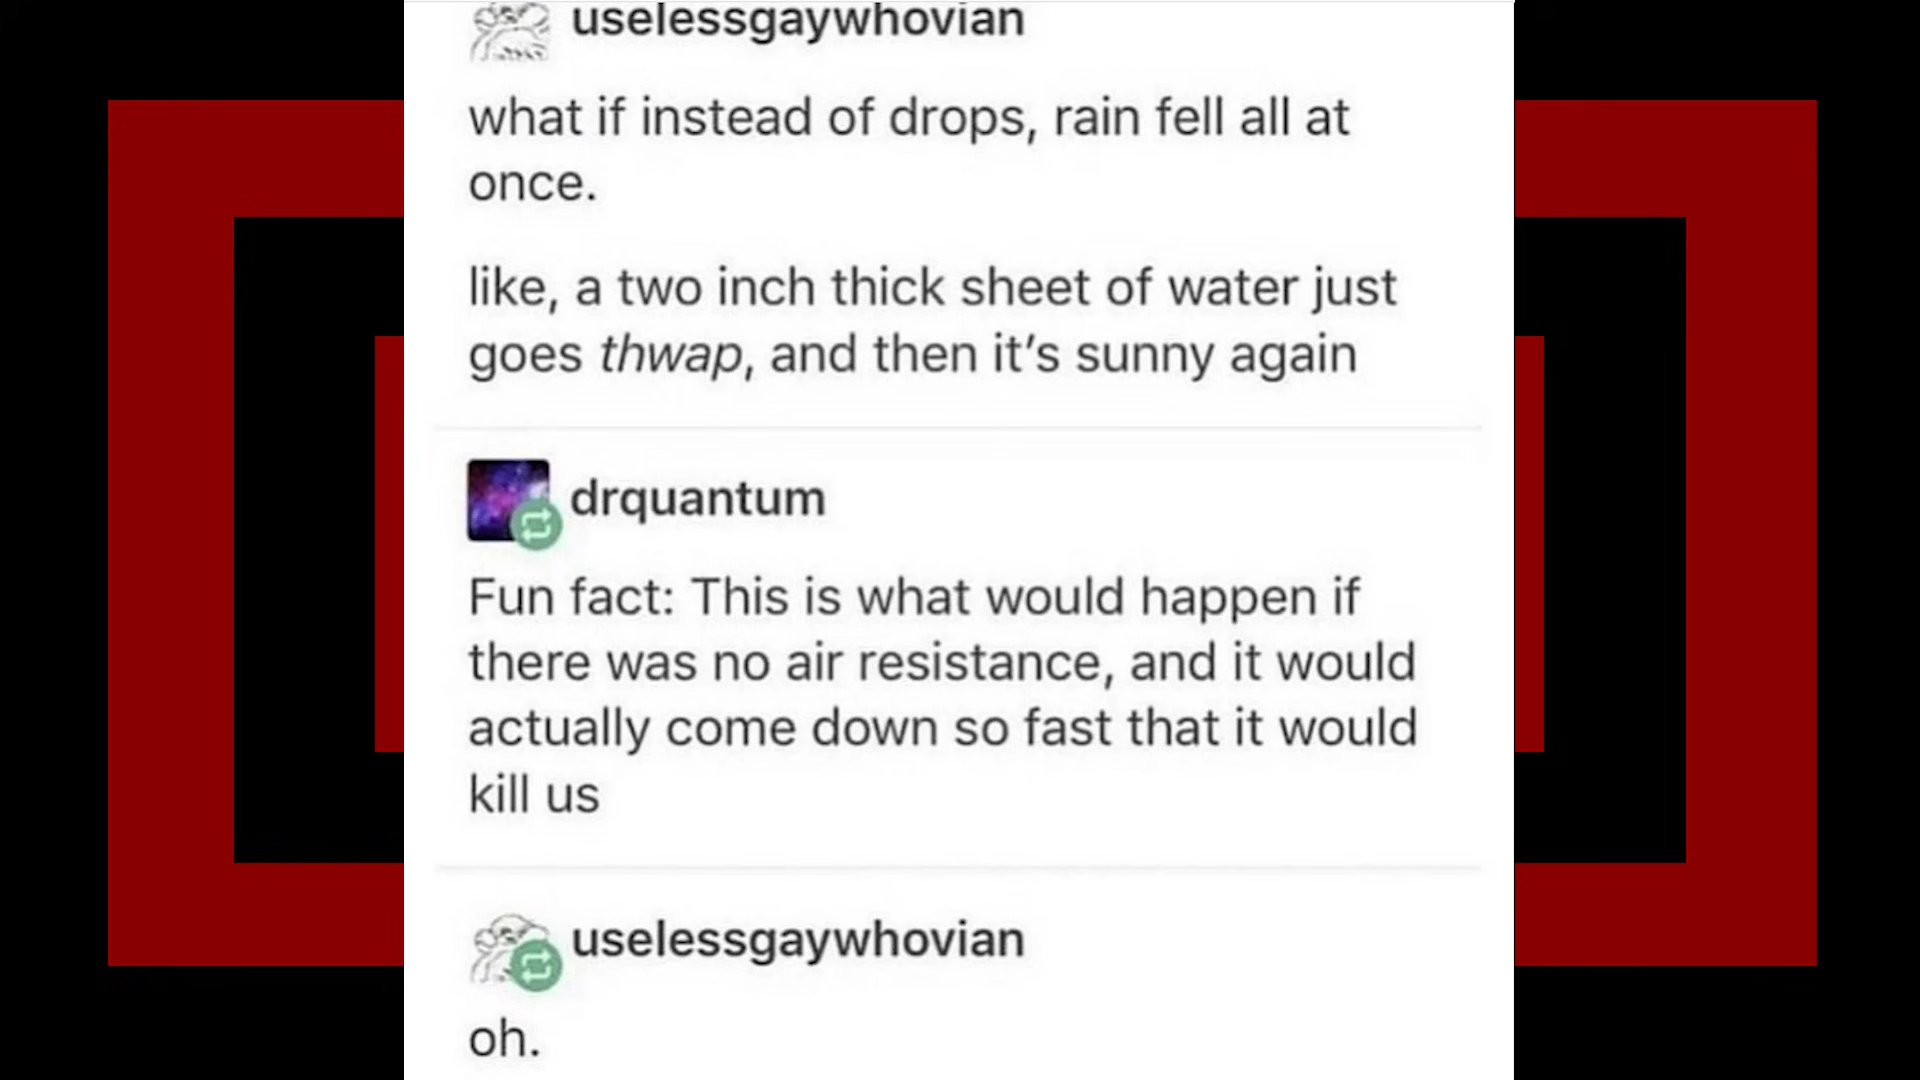 uselessgaywhovian
what if instead of drops, rain fell all at
once.
like, a two inch thick sheet of water just
goes thwap, and then it’s sunny again
drquantum
Fun fact: This is what would happen if
there was no air resistance, and it would
actually come down so fast that it would
kill us
uselessgaywhovian
oh.